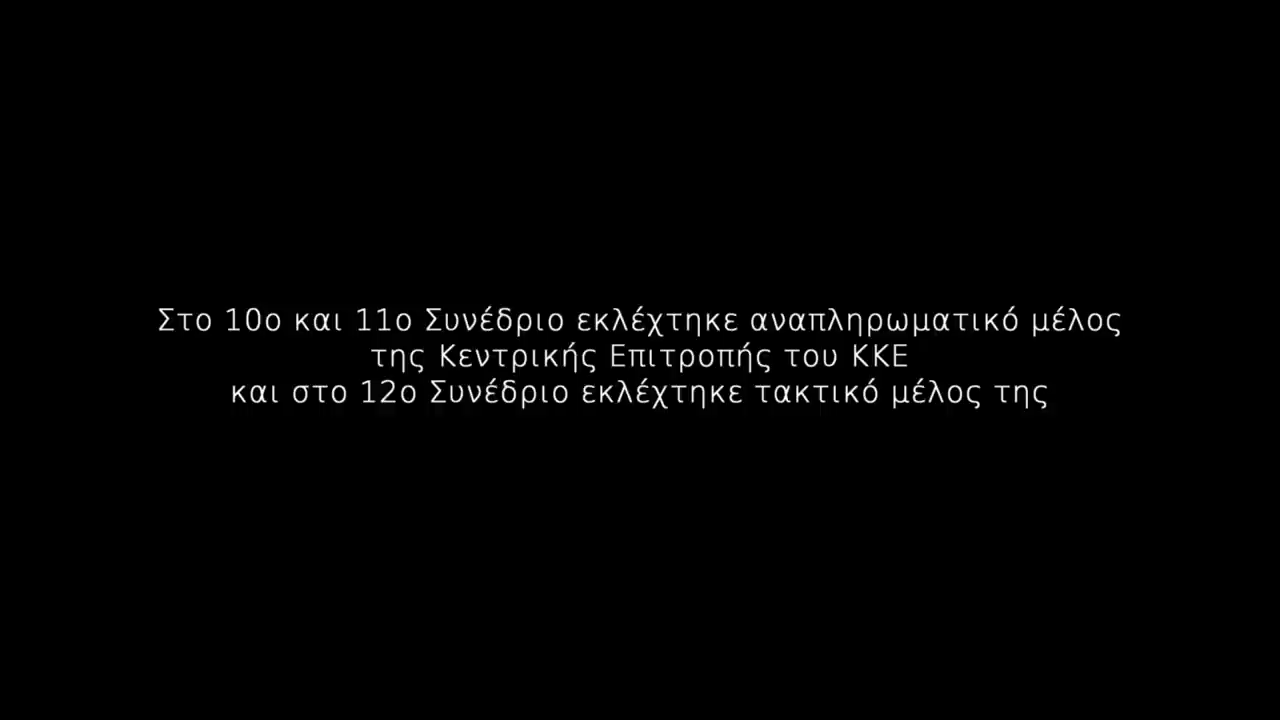 Στο 10ο και 11ο Συνέδριο εκλέχτηκε αναπληρωματικό μέλος
της Κεντρικής Επιτροπής του ΚΚΕ
και στο 12ο Συνέδριο εκλέχτηκε τακτικό μέλος της